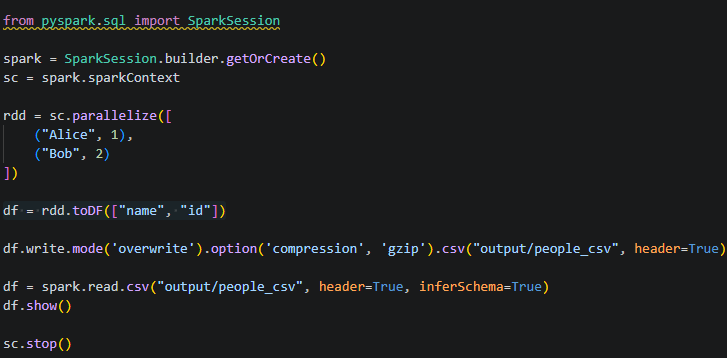 from pyspark.sql import SparkSession
spark = SparkSession.builder.getOrCreate()
sc = spark.sparkContext
rdd = sc.parallelize([
("Alice", 1),
("Bob", 2)
])
df = rdd.toDF(["name", "id"])
df.write.mode('overwrite').option('compression', 'gzip').csv("output/people_csv", header=True)
df = spark.read.csv("output/people_csv", header=True, inferSchema=True)
df.show()
sc.stop()